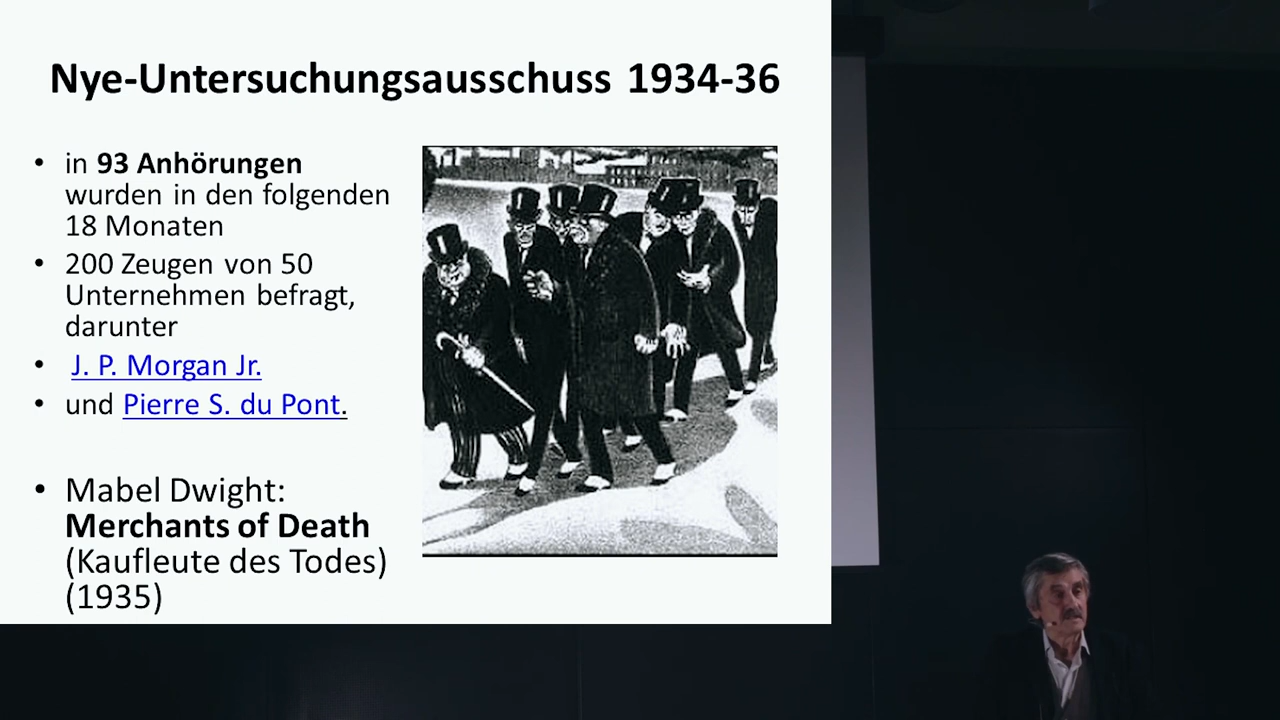 Nye-Untersuchungsausschuss 1934-36
• in 93 Anhörungen
wurden in den folgenden
18 Monaten
• 200 Zeugen von 50
Unternehmen befragt,
darunter
• J. P. Morgan Jr.
• und Pierre S. du Pont.
• Mabel Dwight:
Merchants of Death
(Kaufleute des Todes)
(1935)